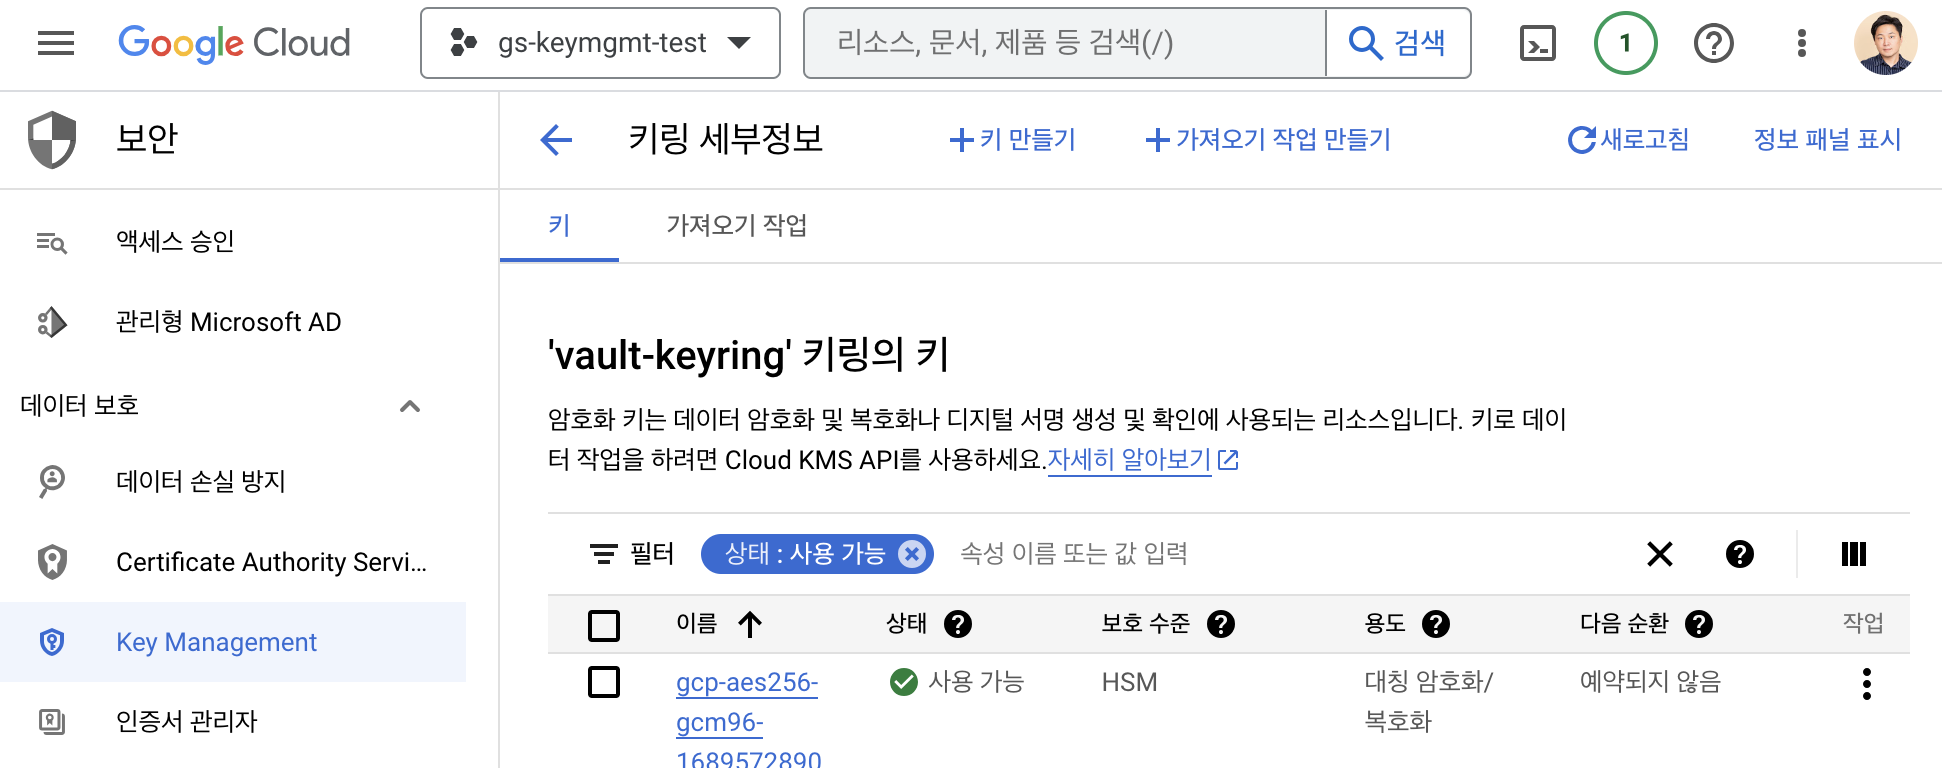 Google Cloud
gs-keymgmt-test
리소스, 문서, 제품 등 검색(/)
검색
1
보안
키링 세부정보
키 만들기
가져오기 작업 만들기
새로고침
정보 패널 표시
액세스 승인
관리형 Microsoft AD
데이터 보호
데이터 손실 방지
Certificate Authority Servi...
Key Management
인증서 관리자
키
가져오기 작업
'vault-keyring' 키링의 키
암호화 키는 데이터 암호화 및 복호화나 디지털 서명 생성 및 확인에 사용되는 리소스입니다. 키로 데이
터 작업을 하려면 Cloud KMS API를 사용하세요.자세히 알아보기
필터
상태 : 사용 가능
속성 이름 또는 값 입력
이름 상태 보호 수준 용도 다음 순환 작업
gcp-aes256- 사용 가능 HSM 대칭 암호화/ 예약되지 않음
gcm96- 복호화
1689572890